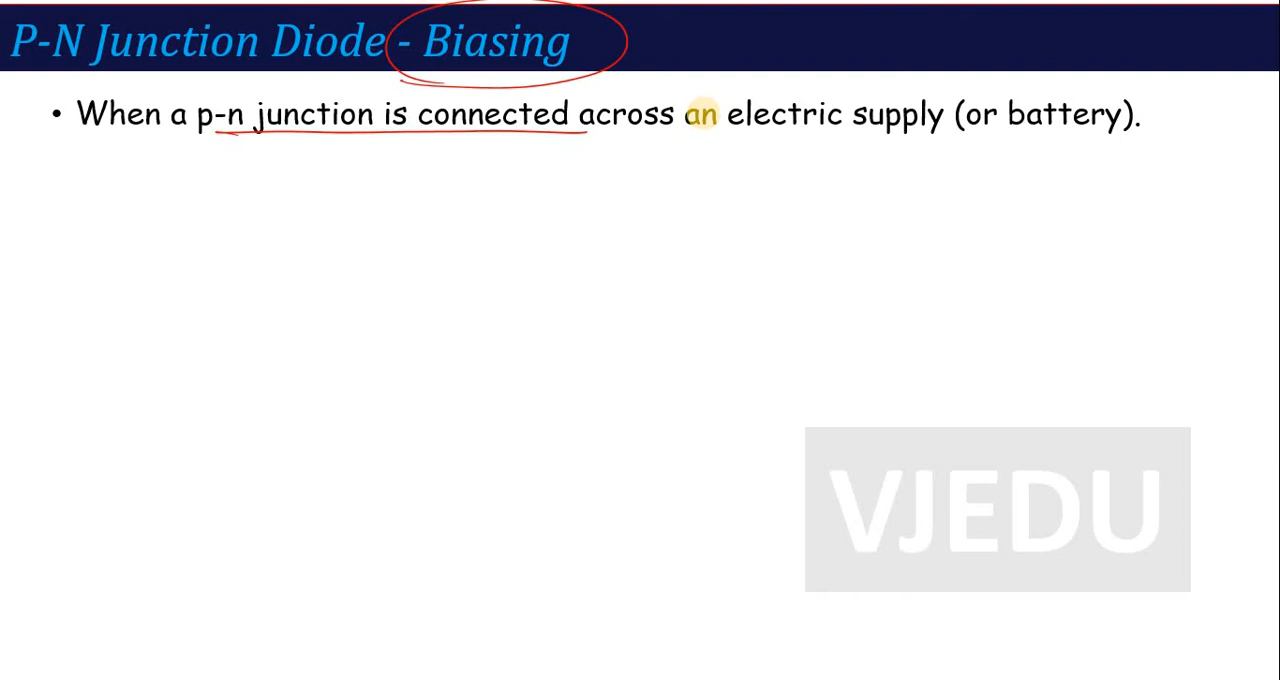 P-N Junction Diode - Biasing
• When a p-n junction is connected across an electric supply (or battery).
VJEDU